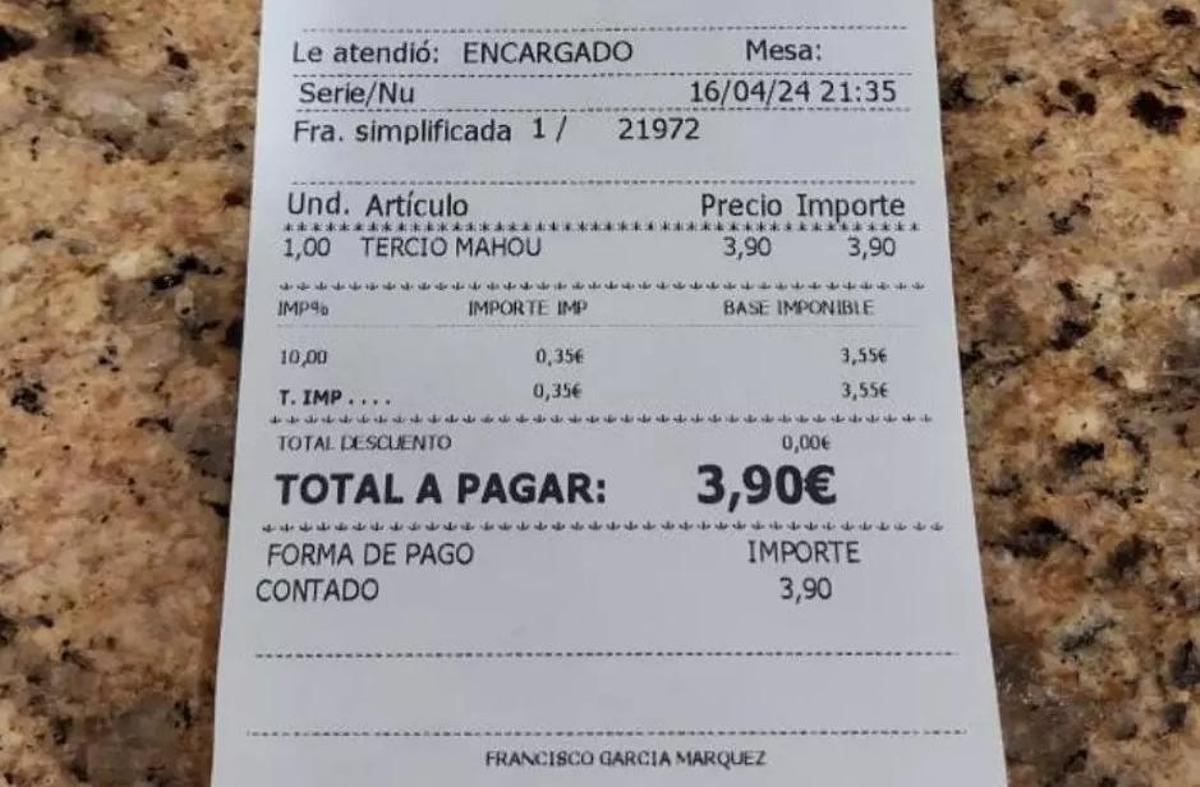 Le atendió: ENCARGADO Mesa:
Serie/Nu 16/04/24 21:35
Fra. simplificada 1 / 21972
Und. Artículo Precio Importe
1,00 TERCIO MAHOU 3,90 3,90
IMP% IMPORTE IMP BASE IMPONIBLE
10,00 0,35€ 3,55€
T. IMP . . . . 0,35€ 3,55€
TOTAL DESCUENTO 0,00€
TOTAL A PAGAR: 3,90€
FORMA DE PAGO IMPORTE
CONTADO 3,90
FRANCISCO GARCIA MARQUEZ